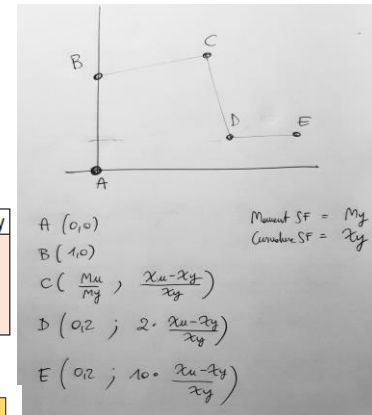 C
B
D
E
A
y
A (0,0)
Moment SF = My
B (1,0)
Curvature SF = χy
C ( Mu/My , χu-χy/χy )
D ( 0,2 ; 2· χu-χy/χy )
E ( 0,2 ; 10· χu-χy/χy )